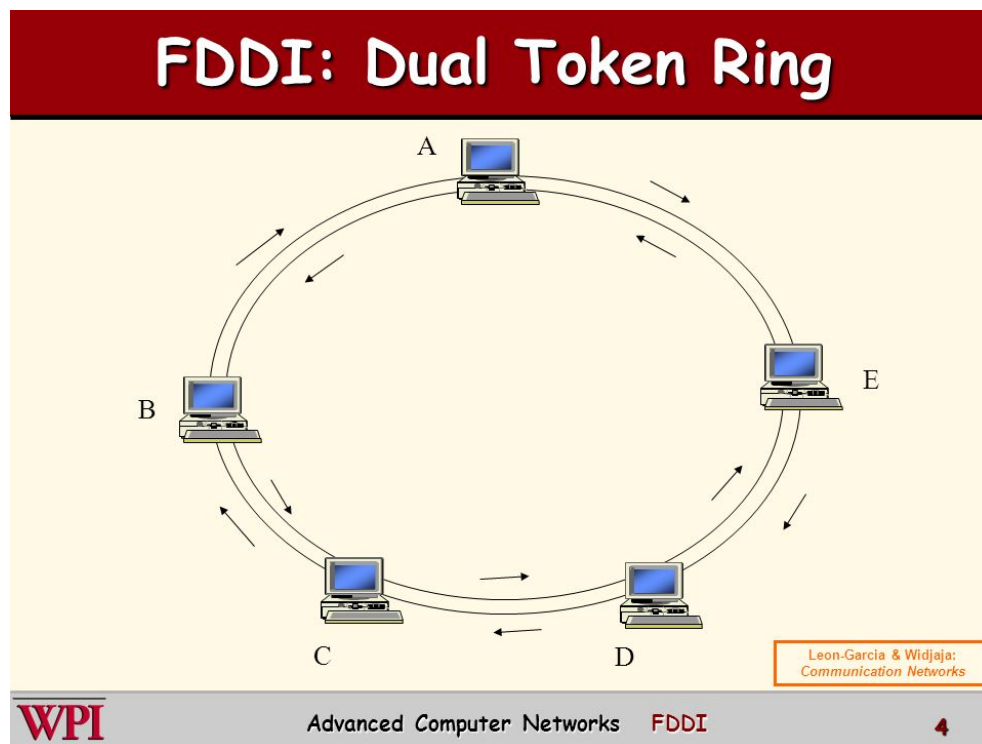 FDDI: Dual Token Ring
A
B
E
C
D
Leon-Garcia & Widjaja:
Communication Networks
WPI
Advanced Computer Networks FDDI
4